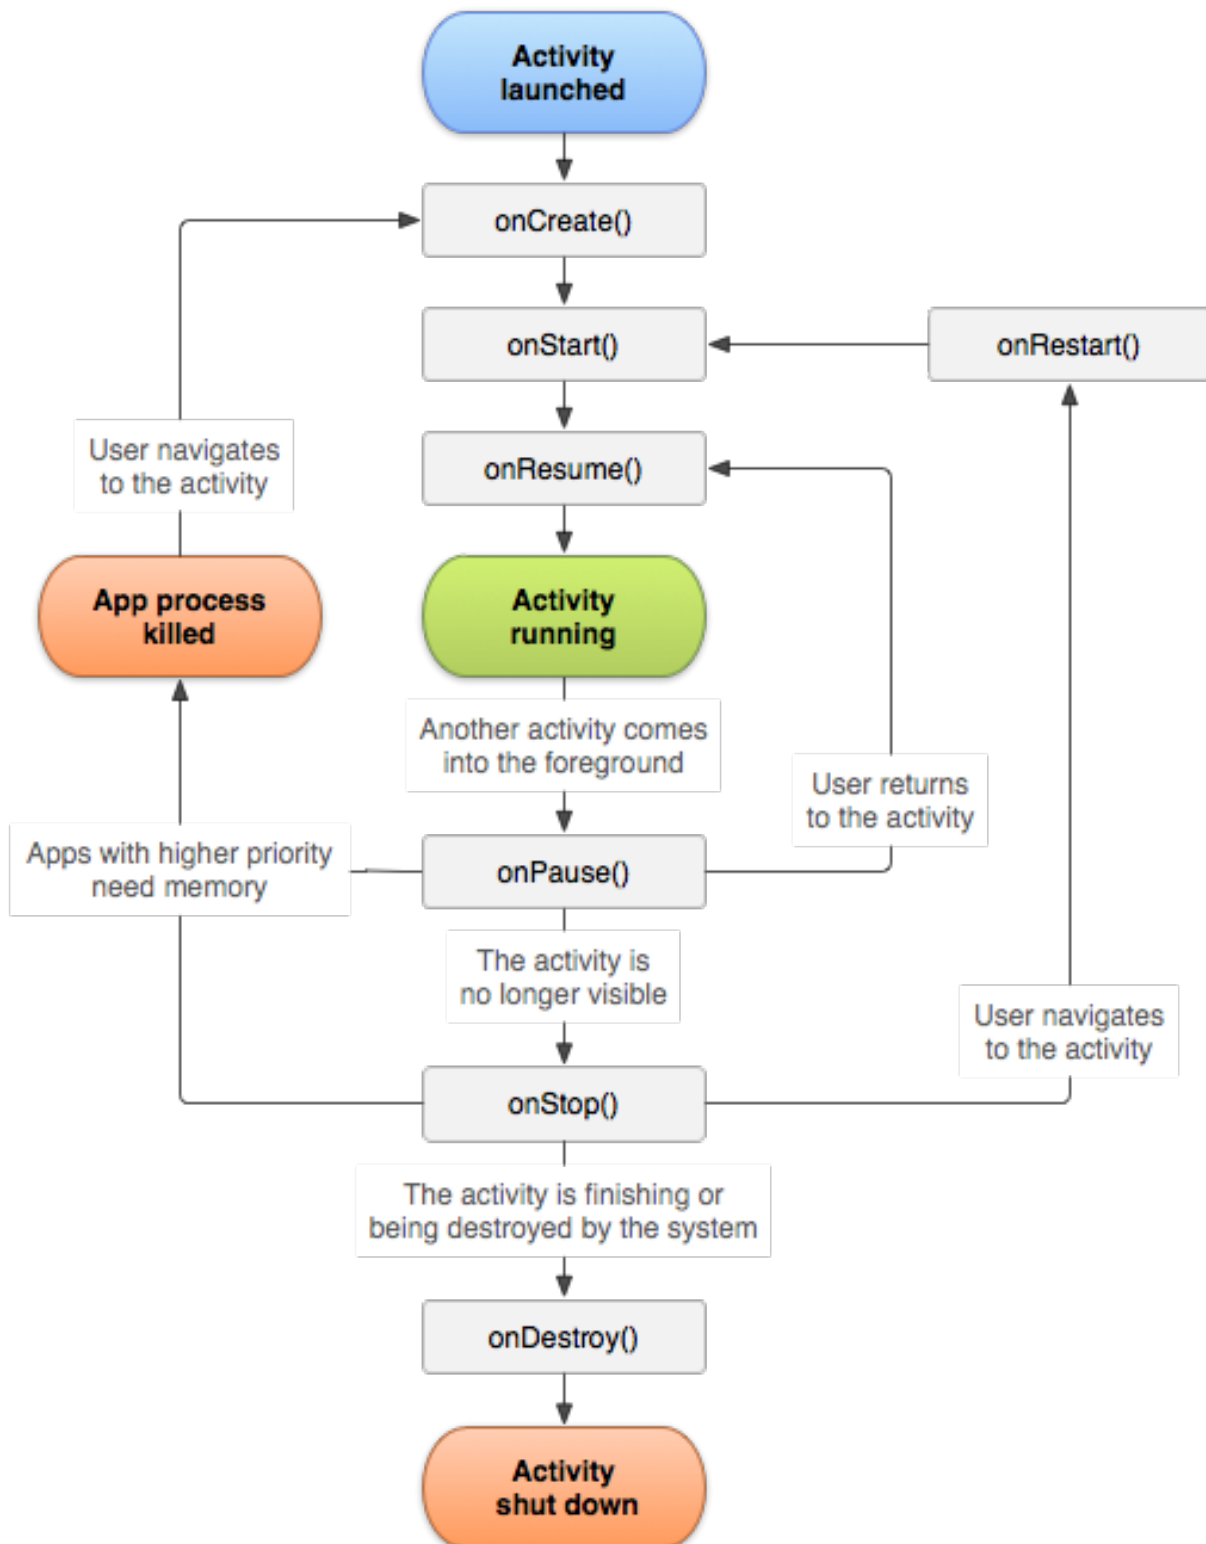 Activity
launched
onCreate()
onStart()
onRestart()
User navigates
to the activity
onResume()
App process
killed
Activity
running
Another activity comes
into the foreground
User returns
to the activity
Apps with higher priority
need memory
onPause()
The activity is
no longer visible
User navigates
to the activity
onStop()
The activity is finishing or
being destroyed by the system
onDestroy()
Activity
shut down